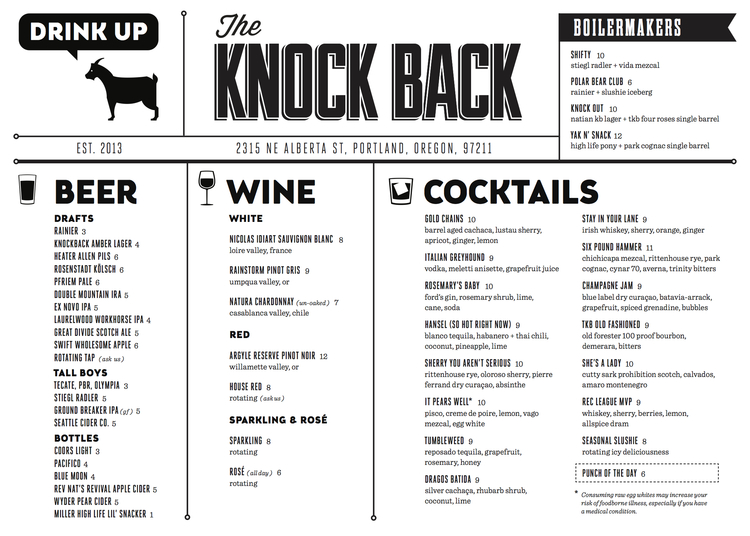 DRINK UP
The
KNOCK BACK
EST. 2013
2315 NE ALBERTA ST, PORTLAND, OREGON, 97211
BOILERMAKERS
SHIFTY 10
stiegl radler + vida mezcal
POLAR BEAR CLUB 6
rainier + slushie iceberg
KNOCK OUT 10
natian kb lager + tkb four roses single barrel
YAK N' SNACK 12
high life pony + park cognac single barrel
BEER
DRAFTS
RAINIER 3
KNOCKBACK AMBER LAGER 4
HEATER ALLEN PILS 6
ROSENSTADT KÖLSCH 6
PFRIEM PALE 6
DOUBLE MOUNTAIN IRA 5
EX NOVO IPA 5
LAURELWOOD WORKHORSE IPA 4
GREAT DIVIDE SCOTCH ALE 5
SWIFT WHOLESOME APPLE 6
ROTATING TAP (ask us)
TALL BOYS
TECATE, PBR, OLYMPIA 3
STIEGL RADLER 5
GROUND BREAKER IPA (gf) 5
SEATTLE CIDER CO. 5
BOTTLES
COORS LIGHT 3
PACIFICO 4
BLUE MOON 4
REV NAT'S REVIVAL APPLE CIDER 5
WYDER PEAR CIDER 5
MILLER HIGH LIFE LIL' SNACKER 1
WINE
WHITE
NICOLAS IDIART SAUVIGNON BLANC 8
loire valley, france
RAINSTORM PINOT GRIS 9
umpqua valley, or
NATURA CHARDONNAY (un-oaked) 7
casablanca valley, chile
RED
ARGYLE RESERVE PINOT NOIR 12
willamette valley, or
HOUSE RED 8
rotating (ask us)
SPARKLING & ROSÉ
SPARKLING 8
rotating
ROSÉ (all day) 6
rotating
COCKTAILS
GOLD CHAINS 10
barrel aged cachaca, lustau sherry,
apricot, ginger, lemon
ITALIAN GREYHOUND 9
vodka, meletti anisette, grapefruit juice
ROSEMARY'S BABY 10
ford's gin, rosemary shrub, lime,
cane, soda
HANSEL (SO HOT RIGHT NOW) 9
blanco tequila, habanero + thai chili,
coconut, pineapple, lime
SHERRY YOU AREN'T SERIOUS 10
rittenhouse rye, oloroso sherry, pierre
ferrand dry curaçao, absinthe
IT PEARS WELL* 10
pisco, creme de poire, lemon, vago
mezcal, egg white
TUMBLEWEED 9
reposado tequila, grapefruit,
rosemary, honey
DRAGOS BATIDA 9
silver cachaça, rhubarb shrub,
coconut, lime
STAY IN YOUR LANE 9
irish whiskey, sherry, orange, ginger
SIX POUND HAMMER 11
chichicapa mezcal, rittenhouse rye, park
cognac, cynar 70, averna, trinity bitters
CHAMPAGNE JAM 9
blue label dry curaçao, batavia-arrack,
grapefruit, spiced grenadine, bubbles
TKB OLD FASHIONED 9
old forester 100 proof bourbon,
demerara, bitters
SHE'S A LADY 10
cutty sark prohibition scotch, calvados,
amaro montenegro
REC LEAGUE MVP 9
whiskey, sherry, berries, lemon,
allspice dram
SEASONAL SLUSHIE 8
rotating icy deliciousness
PUNCH OF THE DAY 6
* Consuming raw egg whites may increase your
risk of foodborne illness, especially if you have
a medical condition.